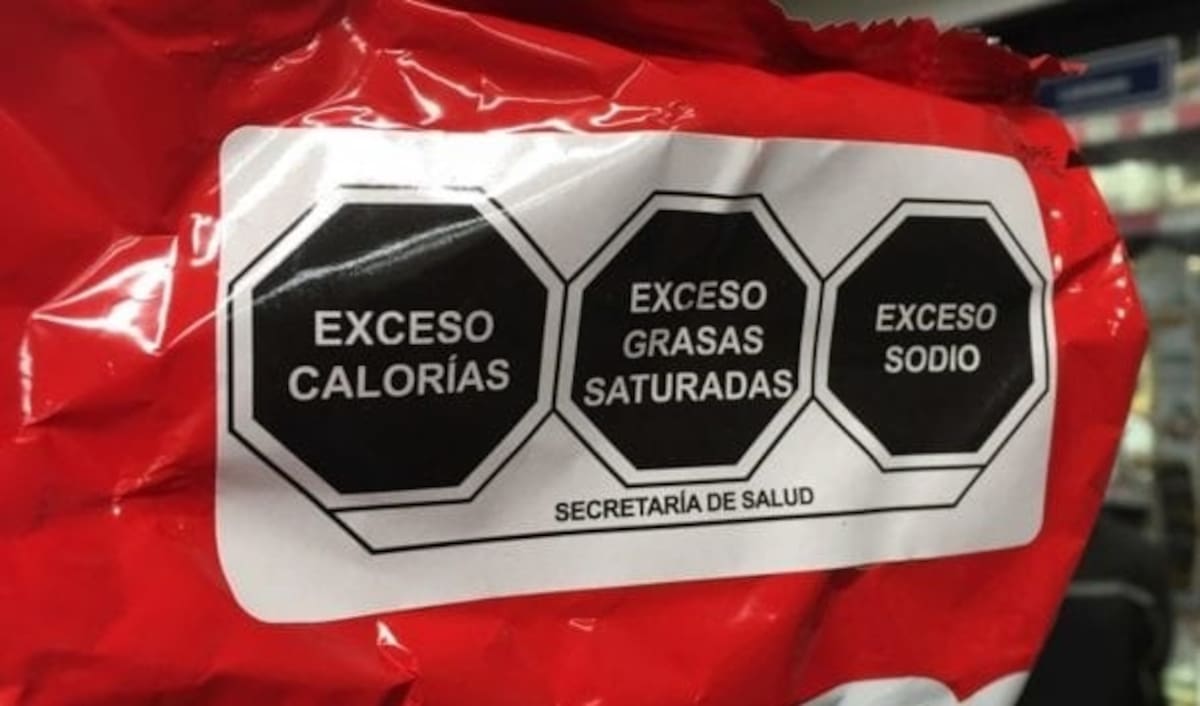 EXCESO
CALORÍAS
EXCESO
GRASAS
SATURADAS
EXCESO
SODIO
SECRETARÍA DE SALUD